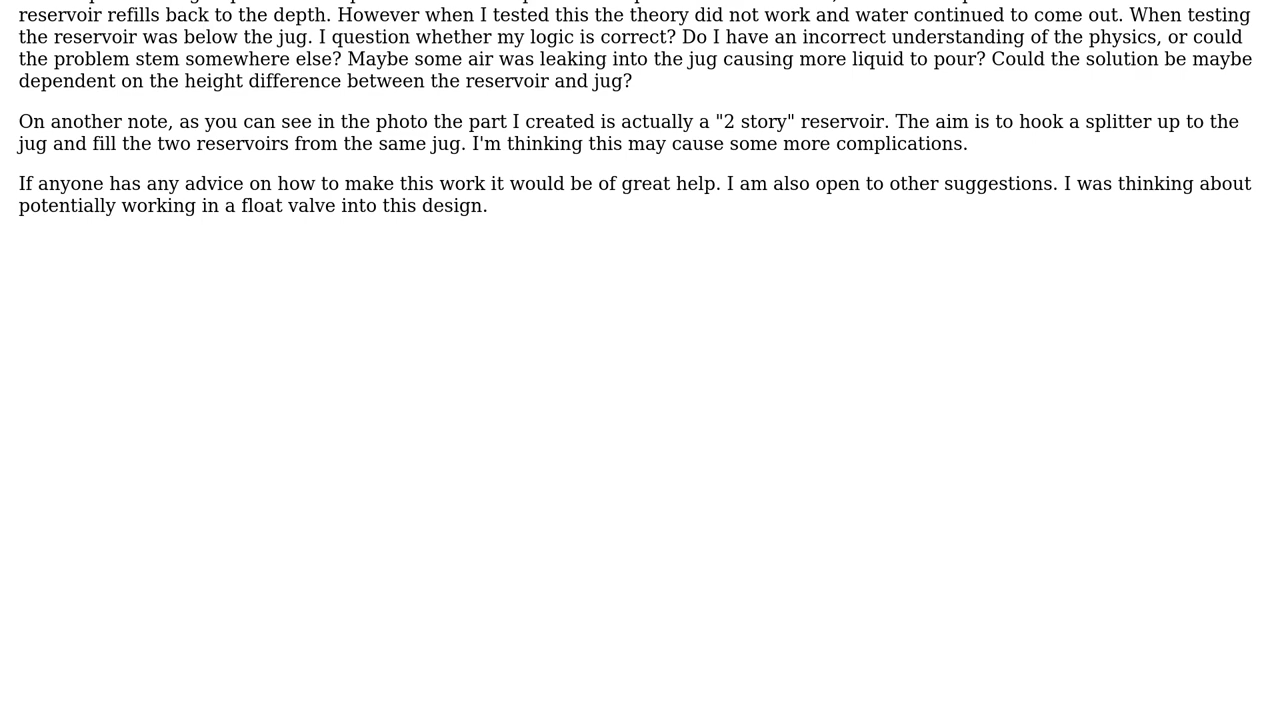 reservoir refills back to the depth. However when I tested this the theory did not work and water continued to come out. When testing
the reservoir was below the jug. I question whether my logic is correct? Do I have an incorrect understanding of the physics, or could
the problem stem somewhere else? Maybe some air was leaking into the jug causing more liquid to pour? Could the solution be maybe
dependent on the height difference between the reservoir and jug?
On another note, as you can see in the photo the part I created is actually a "2 story" reservoir. The aim is to hook a splitter up to the
jug and fill the two reservoirs from the same jug. I'm thinking this may cause some more complications.
If anyone has any advice on how to make this work it would be of great help. I am also open to other suggestions. I was thinking about
potentially working in a float valve into this design.